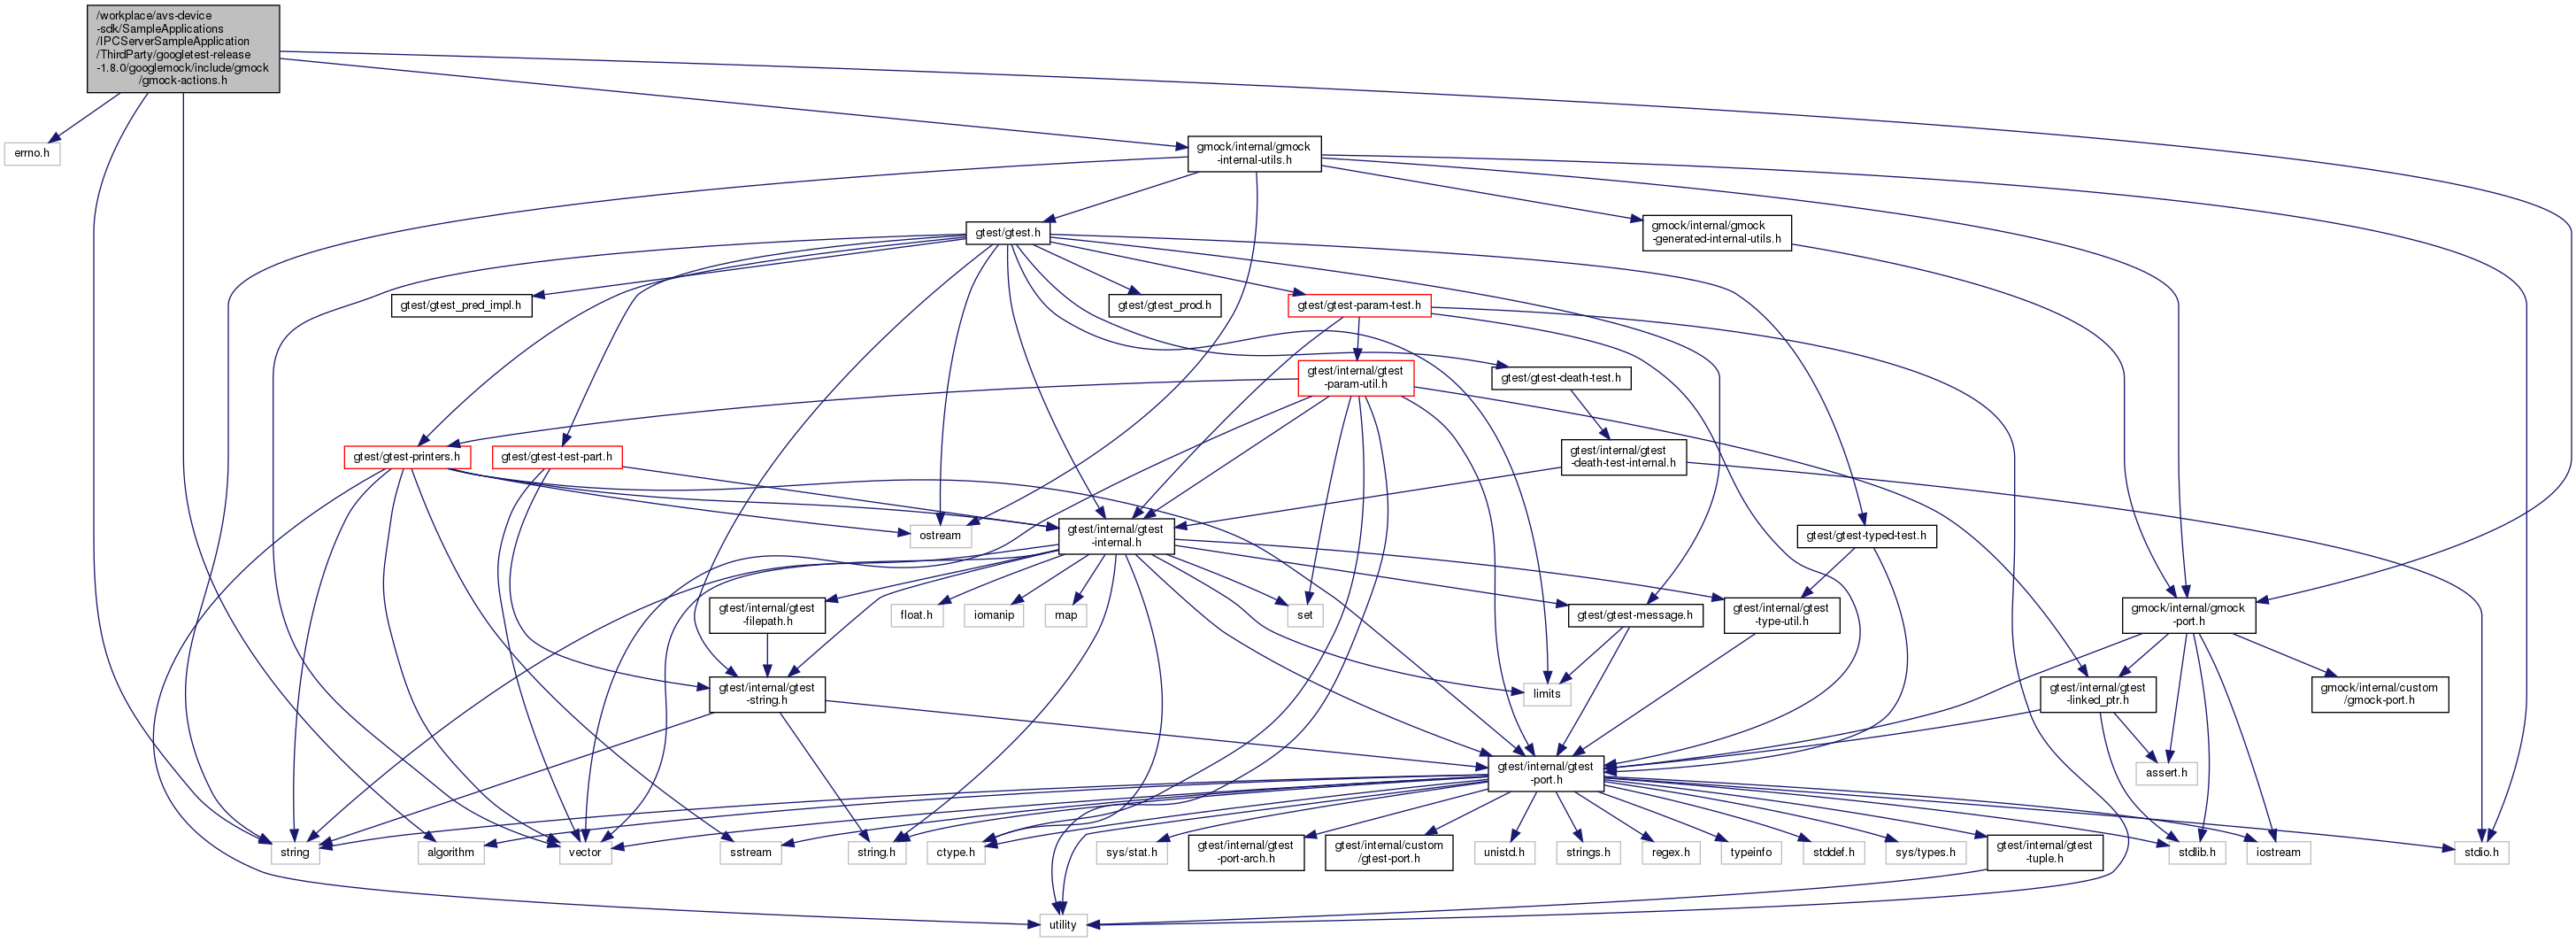 /workplace/avs-device
-sdk/SampleApplications
/IPCServerSampleApplication
/ThirdParty/googletest-release
-1.8.0/googlemock/include/gmock
/gmock-actions.h
errno.h
gmock/internal/gmock
-internal-utils.h
gtest/gtest.h
gmock/internal/gmock
-generated-internal-utils.h
gtest/gtest_pred_impl.h
gtest/gtest_prod.h
gtest/gtest-param-test.h
gtest/internal/gtest
-param-util.h
gtest/gtest-death-test.h
gtest/gtest-printers.h
gtest/gtest-test-part.h
gtest/internal/gtest
-death-test-internal.h
ostream
gtest/internal/gtest
-internal.h
gtest/gtest-typed-test.h
gtest/internal/gtest
-filepath.h
float.h
iomanip
map
set
gtest/gtest-message.h
gtest/internal/gtest
-type-util.h
gmock/internal/gmock
-port.h
gtest/internal/gtest
-string.h
limits
gtest/internal/gtest
-linked_ptr.h
gmock/internal/custom
/gmock-port.h
gtest/internal/gtest
-port.h
assert.h
string
algorithm
vector
sstream
string.h
ctype.h
sys/stat.h
gtest/internal/gtest
-port-arch.h
gtest/internal/custom
/gtest-port.h
unistd.h
strings.h
regex.h
typeinfo
stddef.h
sys/types.h
gtest/internal/gtest
-tuple.h
stdlib.h
iostream
stdio.h
utility